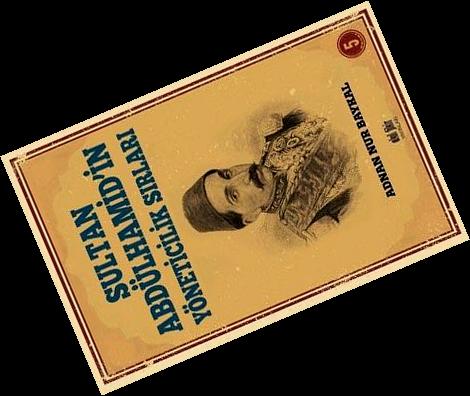 SULTAN
ABDÜLHAMİD'İN
YÖNETİCİLİK SIRLARI
ADNAN NUR BAYKAL
5